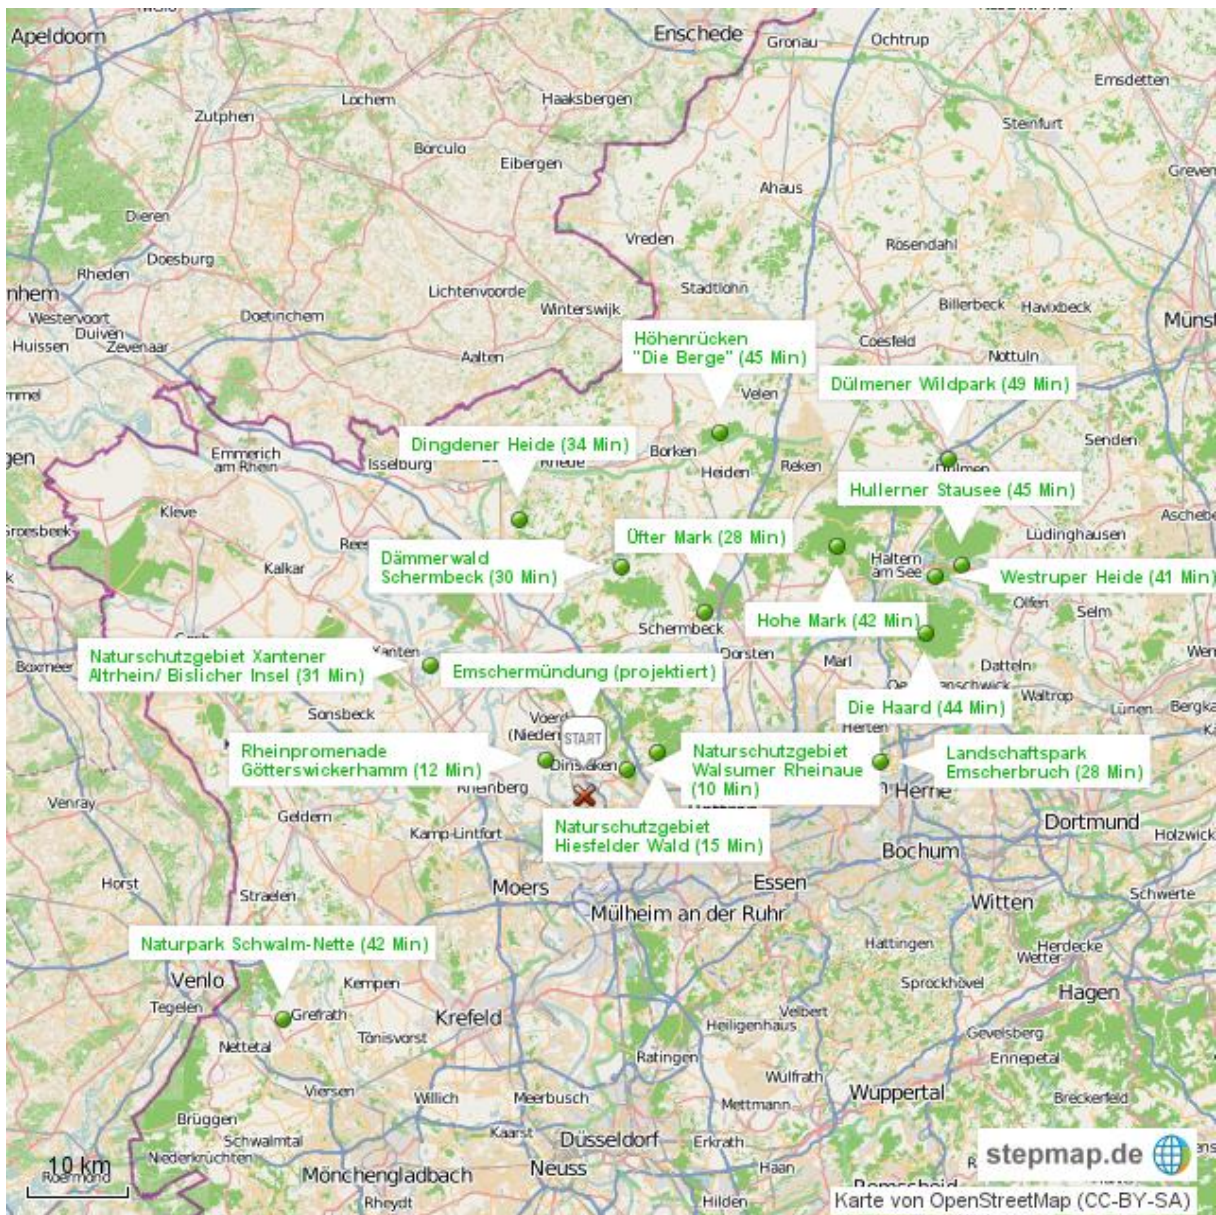 Apeldoorn
Enschede
Gronau
Ochtrup
Emsdetten
Lochem
Haaksbergen
Zutphen
Steinfurt
Borculo
Eibergen
Greven
Ahaus
Dieren
Vreden
Rosendahl
Doesburg
Rheden
Stadtlohn
Lichtenvoorde
Billerbeck
Havixbeck
Winterswijk
Westervoort
Doetinchem
Duiven
Huissen
Zevenaar
Höhenrücken
"Die Berge" (45 Min)
Coesfeld
Nottuln
Aalten
Dülmener Wildpark (49 Min)
Velen
Dingdener Heide (34 Min)
Senden
Emmerich
am Rhein
Isselburg
Borken
Heiden
Reken
Dülmen
Hullerner Stausee (45 Min)
Kleve
Groesbeek
Üfter Mark (28 Min)
Lüdinghausen
Dämmerwald
Schermbeck (30 Min)
Haltern
am See
Kalkar
Westruper Heide (41 Min)
Olfen
Selm
Hohe Mark (42 Min)
Schermbeck
Xanten
Dorsten
Marl
Datteln
Boxmeer
Naturschutzgebiet Xantener
Altrhein/ Bislicher Insel (31 Min)
Emschermündung (projektiert)
Waltrop
Die Haard (44 Min)
Lünen
Sonsbeck
START
Herten
Rheinpromenade
Götterswickerhamm (12 Min)
Dinslaken
Naturschutzgebiet
Walsumer Rheinaue
(10 Min)
Landschaftspark
Emscherbruch (28 Min)
Rheinberg
Herne
Venray
Geldern
Kamp-Lintfort
Naturschutzgebiet
Hiesfelder Wald (15 Min)
Dortmund
Holzwick
Bochum
Horst
Straelen
Moers
Essen
Schwerte
Witten
Mülheim an der Ruhr
Naturpark Schwalm-Nette (42 Min)
Hattingen
Herdecke
Wetter
Venlo
Kempen
Sprockhövel
Hagen
Tegelen
Grefrath
Krefeld
Velbert
Heiligenhaus
Tönisvorst
Gevelsberg
Nettetal
Ratingen
Ennepetal
Wülfrath
Viersen
Willich
Meerbusch
Mettmann
Wuppertal
Breckerfeld
Brüggen
Schwalmtal
Kaarst
Düsseldorf
Erkrath
Niederkrüchten
10 km
Roermond
Mönchengladbach
Neuss
Haan
stepmap.de
Rheydt
Hilden
Remscheid
Karte von OpenStreetMap (CC-BY-SA)